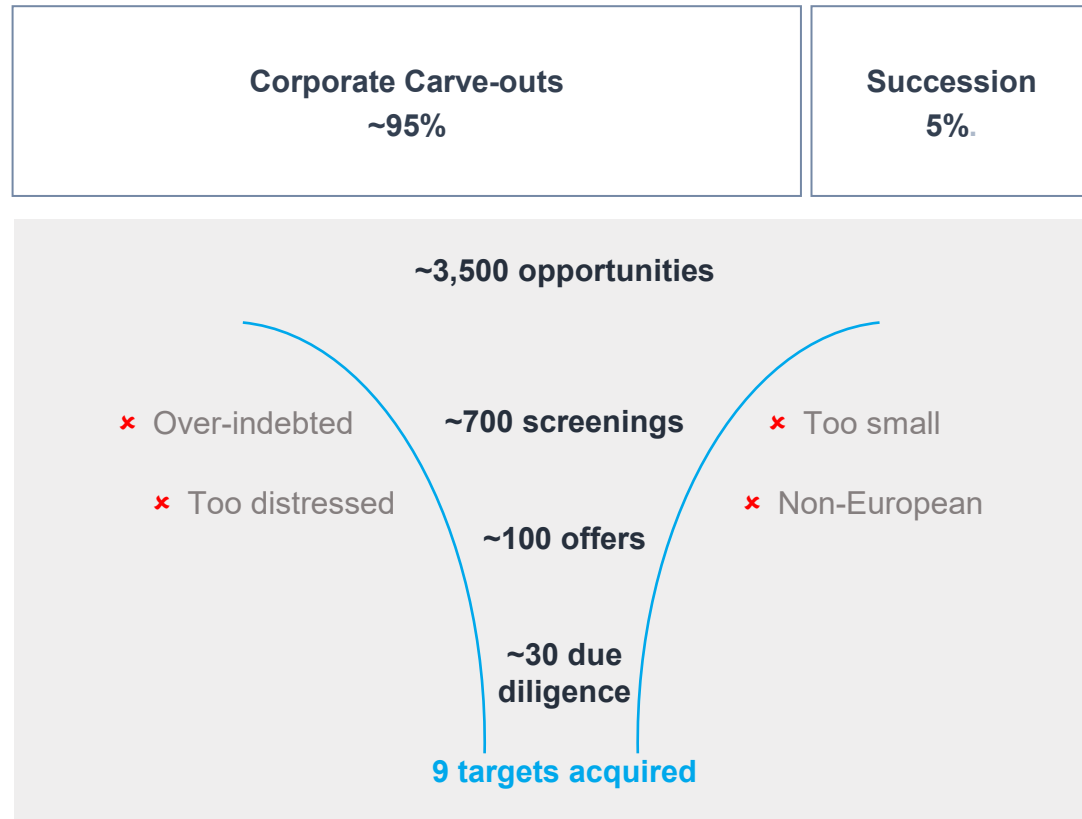 Corporate Carve-outs
~95%
Succession
5%.
~3,500 opportunities
✘ Over-indebted
~700 screenings
✘ Too small
✘ Too distressed
✘ Non-European
~100 offers
~30 due
diligence
9 targets acquired